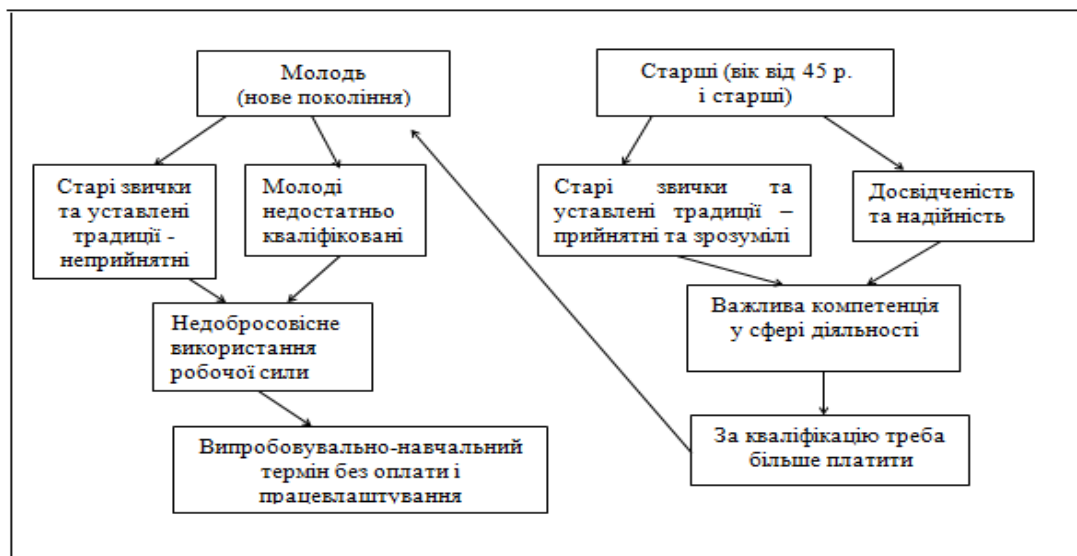 Молодь
(нове покоління)
Старші (вік від 45 р.
і старші)
Старі звички
та уставлені
традиції -
неприйнятні
Молоді
недостатньо
кваліфіковані
Старі звички та
уставлені традиції –
прийнятні та зрозумілі
Досвідченість
та надійність
Недобросовісне
використання
робочої сили
Важлива компетенція
у сфері діяльності
Випробовувально-навчальний
термін без оплати і
працевлаштування
За кваліфікацію треба
більше платити